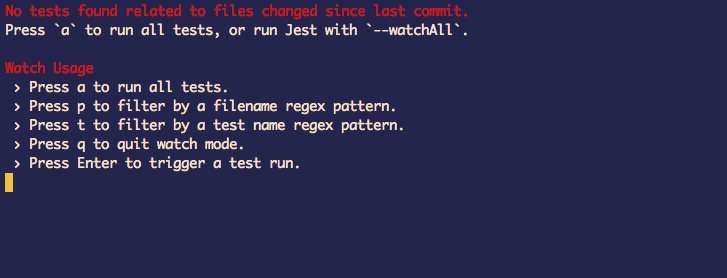 No tests found related to files changed since last commit.
Press `a` to run all tests, or run Jest with `--watchAll`.
Watch Usage
› Press a to run all tests.
› Press p to filter by a filename regex pattern.
› Press t to filter by a test name regex pattern.
› Press q to quit watch mode.
› Press Enter to trigger a test run.